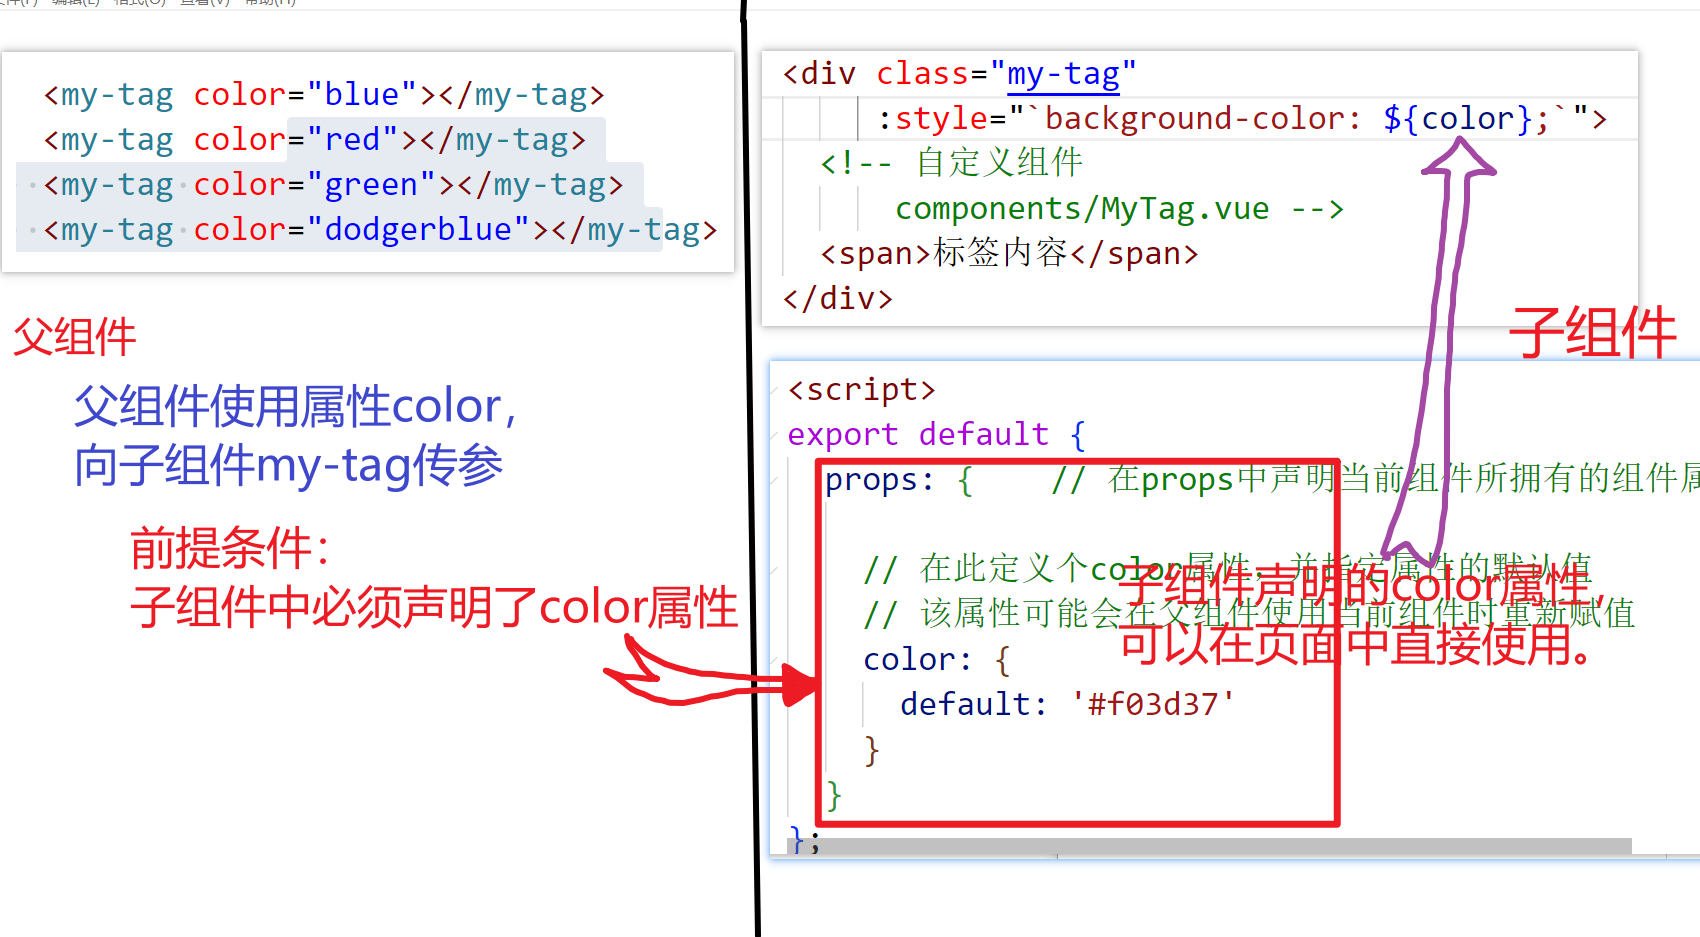 <my-tag color="blue"></my-tag>
<my-tag color="red"></my-tag>
<my-tag color="green"></my-tag>
<my-tag color="dodgerblue"></my-tag>
父组件
父组件使用属性color，
向子组件my-tag传参
前提条件：
子组件中必须声明了color属性
<div class="my-tag"
:style="`background-color: ${color};`">
<!-- 自定义组件
components/MyTag.vue -->
<span>标签内容</span>
</div>
子组件
<script>
export default {
props: {    // 在props中声明当前组件所拥有的组件属
// 在此定义个color属性，并指定属性的默认值
// 该属性可能会在父组件使用当前组件时重新赋值
子组件声明的color属性，
可以在页面中直接使用。
color: {
default: '#f03d37'
}
}
};